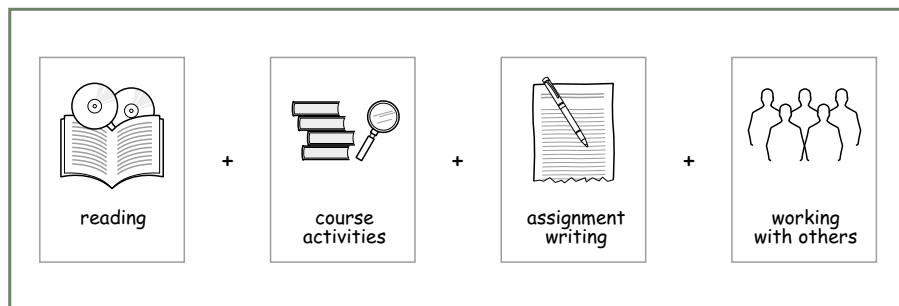 reading
+
course
activities
+
assignment
writing
+
working
with others